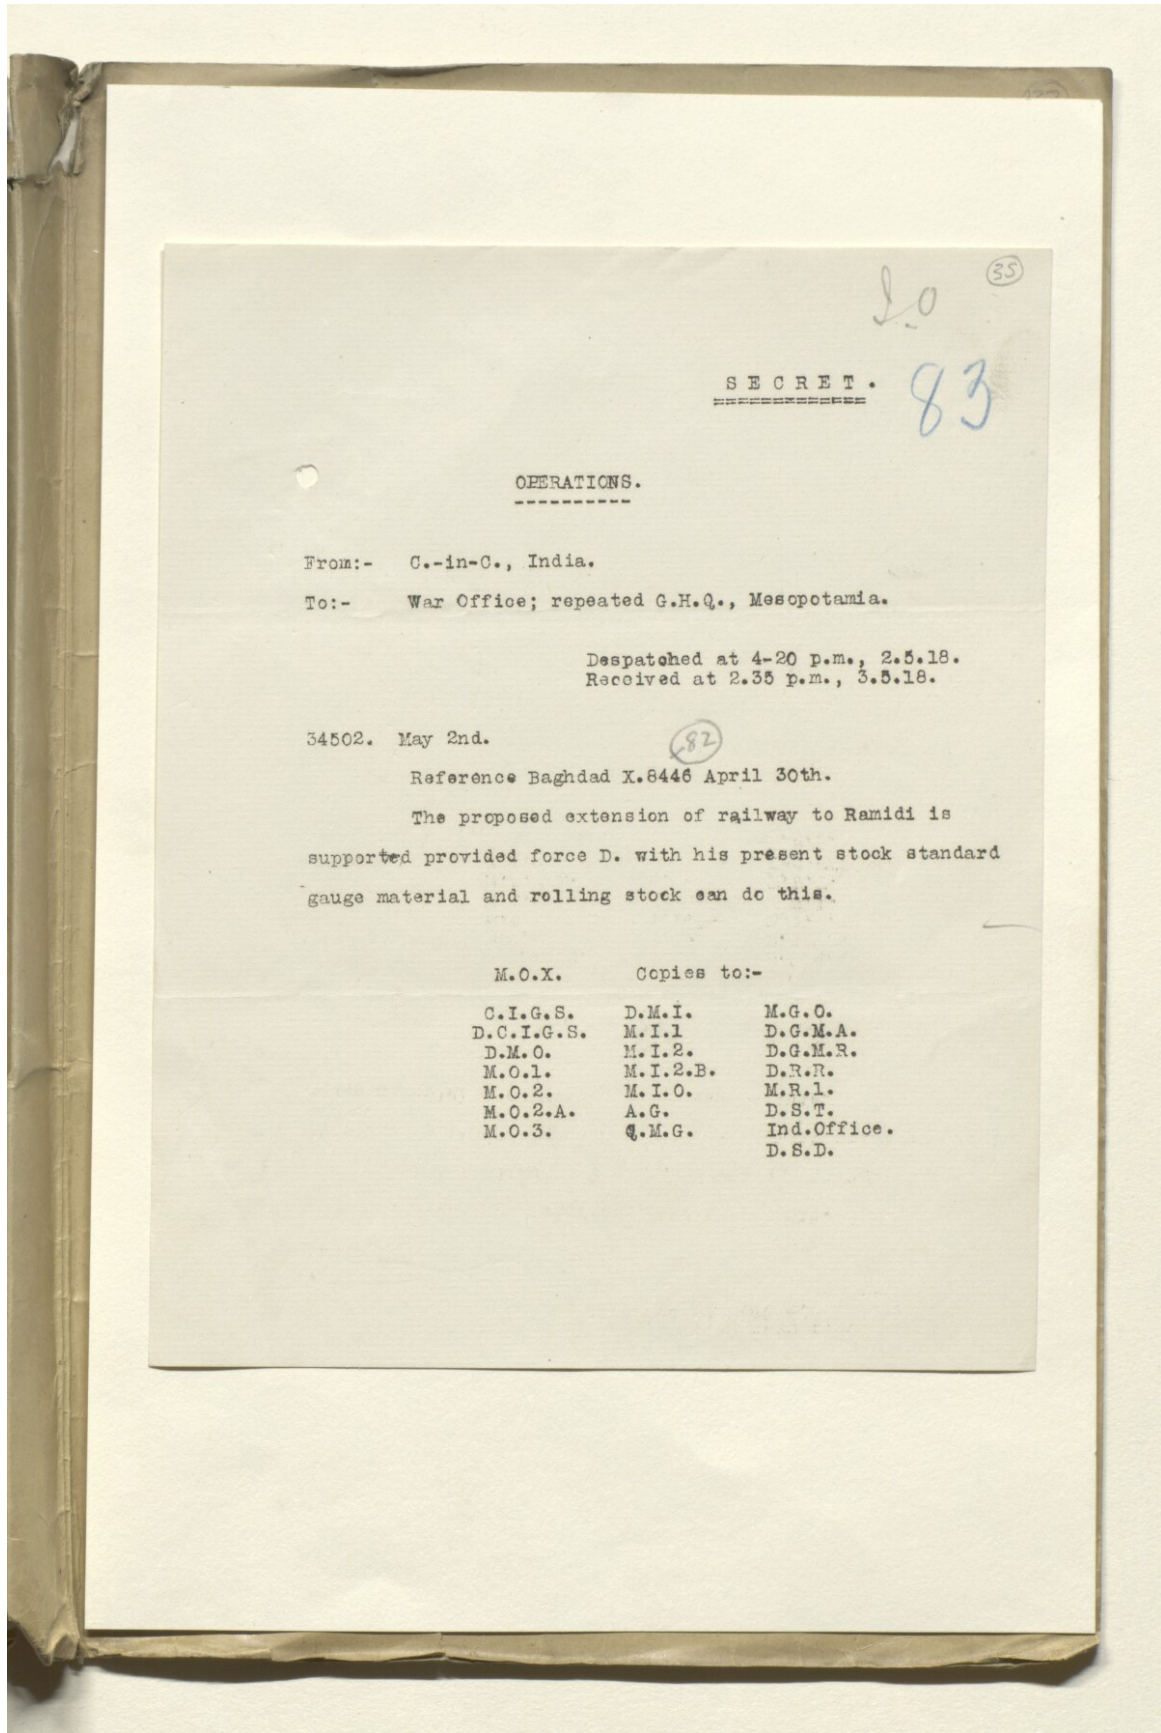 35
I.O
SECRET.
83
OPERATIONS.
From:- C.-in-C., India.
To:- War Office; repeated G.H.Q., Mesopotamia.
Despatched at 4-20 p.m., 2.5.18.
Received at 2.35 p.m., 3.5.18.
34502. May 2nd.
82
Reference Baghdad X.8446 April 30th.
The proposed extension of railway to Ramidi is
supported provided force D. with his present stock standard
gauge material and rolling stock can do this.
M.O.X. Copies to:-
C.I.G.S. D.M.I. M.G.O.
D.C.I.G.S. M.I.1 D.G.M.A.
D.M.O. M.I.2. D.G.M.R.
M.O.1. M.I.2.B. D.R.R.
M.O.2. M.I.O. M.R.1.
M.O.2.A. A.G. D.S.T.
M.O.3. Q.M.G. Ind.Office.
D.S.D.